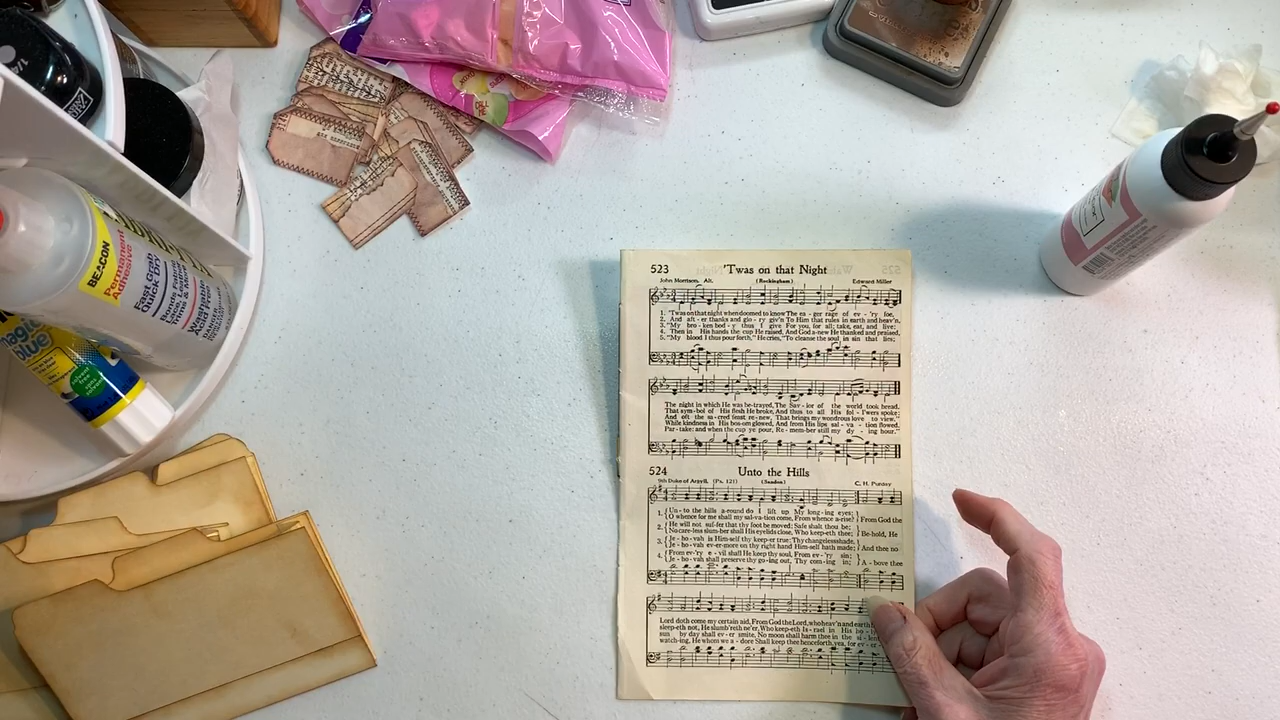 BEACON
Permanent
Adhesive
Fast Grab
Quick Dry
523 'Twas on that Night
John Morrison, Alt. (Rockingham) Edward Miller
1. 'Twas on that night when doomed to know The ea - ger rage of ev - 'ry foe,
2. And aft - er thanks and glo - ry giv'n To Him that rules in earth and heav'n,
3. "My bro - ken bod - y thus I give For you, for all; take, eat, and live:
4. Then in His hands the cup He raised, And God a-new He thanked and praised,
5. "My blood I thus pour forth," He cries, "To cleanse the soul in sin that lies;
The night in which He was be-trayed, The Sav - ior of the world took bread.
That sym - bol of His flesh He broke, And thus to all His fol - l'wers spoke:
And oft the sa - cred feast re - new, That brings my wondrous love to view."
While kindness in His bos-om glowed, And from His lips sal - va - tion flowed.
Par - take; and when the cup ye pour, Re - mem-ber still my dy - ing hour."
524 Unto the Hills
9th Duke of Argyll. (Ps. 121) (Sandon) C. H. Purday
1. { Un - to the hills a-round do I lift up My long - ing eyes;
O whence for me shall my sal-va-tion come, From whence a-rise? } From God the
2. { He will not suf-fer that thy foot be moved: Safe shalt thou be;
No care-less slum-ber shall His eyelids close, Who keep-eth thee; } Be-hold, He
3. { Je - ho - vah is Him-self thy keep-er true; Thy changeless shade,
Je - ho - vah ev-er-more on thy right hand Him-self hath made; } And thee no
4. { From ev - 'ry e - vil shall He keep thy soul, From ev - 'ry sin;
Je - ho - vah shall preserve thy go-ing out, Thy com-ing in; } A - bove thee
Lord doth come my certain aid, From God the Lord, who heav'n and earth
sleep-eth not, He slumb'reth ne'er, Who keep-eth Is - rael in His ho -
sun by day shall ev - er smite, No moon shall harm thee in the si - lent
watch-ing, He whom we a - dore Shall keep thee henceforth, yea, for ev - er